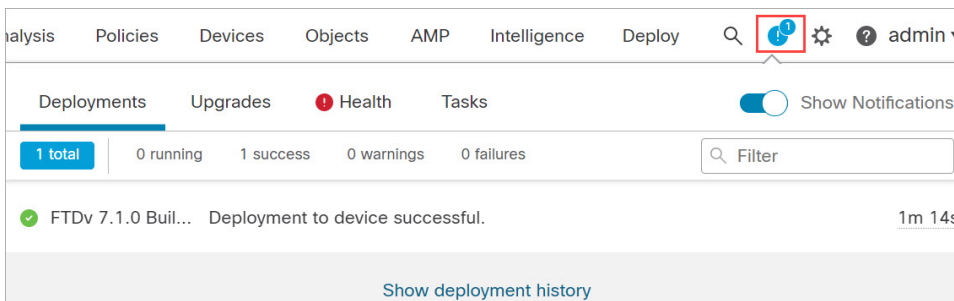 nalysis Policies Devices Objects AMP Intelligence Deploy 1 admin
Deployments Upgrades Health Tasks Show Notifications
1 total 0 running 1 success 0 warnings 0 failures Filter
FTDv 7.1.0 Buil... Deployment to device successful. 1m 14s
Show deployment history